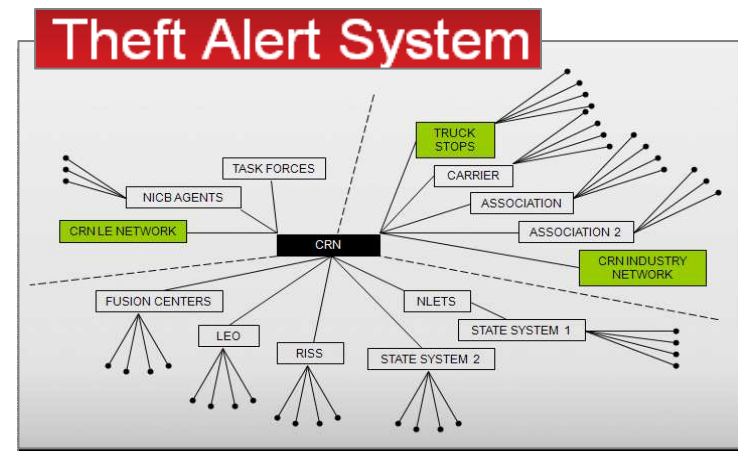 Theft Alert System
TRUCK
STOPS
TASK FORCES
CARRIER
NICB AGENTS
ASSOCIATION
CRN LE NETWORK
ASSOCIATION 2
CRN
CRN INDUSTRY
NETWORK
FUSION CENTERS
NLETS
LEO
STATE SYSTEM 1
RISS
STATE SYSTEM 2